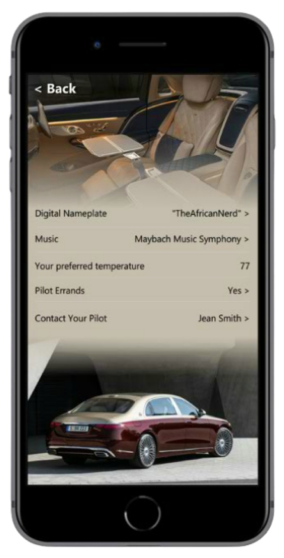 < Back
Digital Nameplate "TheAfricanNerd" >
Music Maybach Music Symphony >
Your preferred temperature 77
Pilot Errands Yes >
Contact Your Pilot Jean Smith >